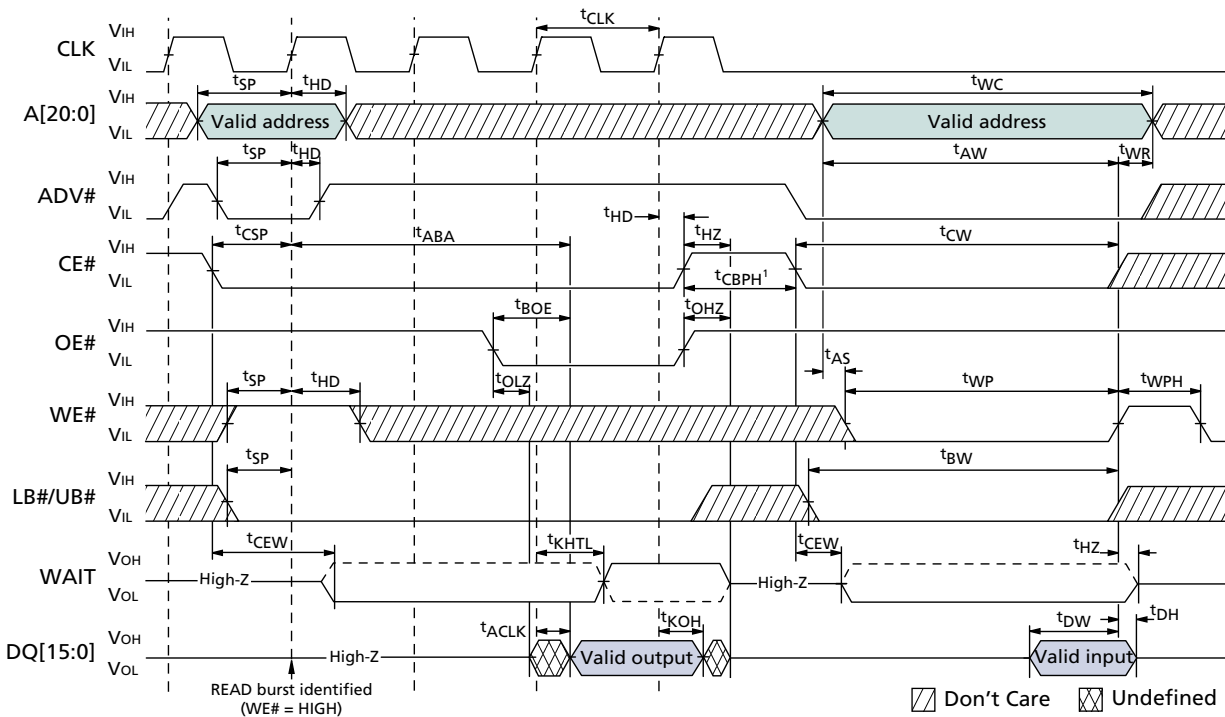 CLK
VIH
VIL
tCLK
A[20:0]
VIH
VIL
tSP
tHD
Valid address
tWC
Valid address
ADV#
VIH
VIL
tSP
tHD
tAW
tWR
CE#
VIH
VIL
tCSP
tABA
tHD
tHZ
tCBPH1
tCW
OE#
VIH
VIL
tBOE
tOHZ
tOLZ
tAS
WE#
VIH
VIL
tSP
tHD
tWP
tWPH
LB#/UB#
VIH
VIL
tSP
tBW
WAIT
VOH
VOL
tCEW
High-Z
tKHTL
High-Z
tCEW
tHZ
DQ[15:0]
VOH
VOL
High-Z
tACLK
tKOH
Valid output
tDW
tDH
Valid input
READ burst identified
(WE# = HIGH)
Don't Care
Undefined